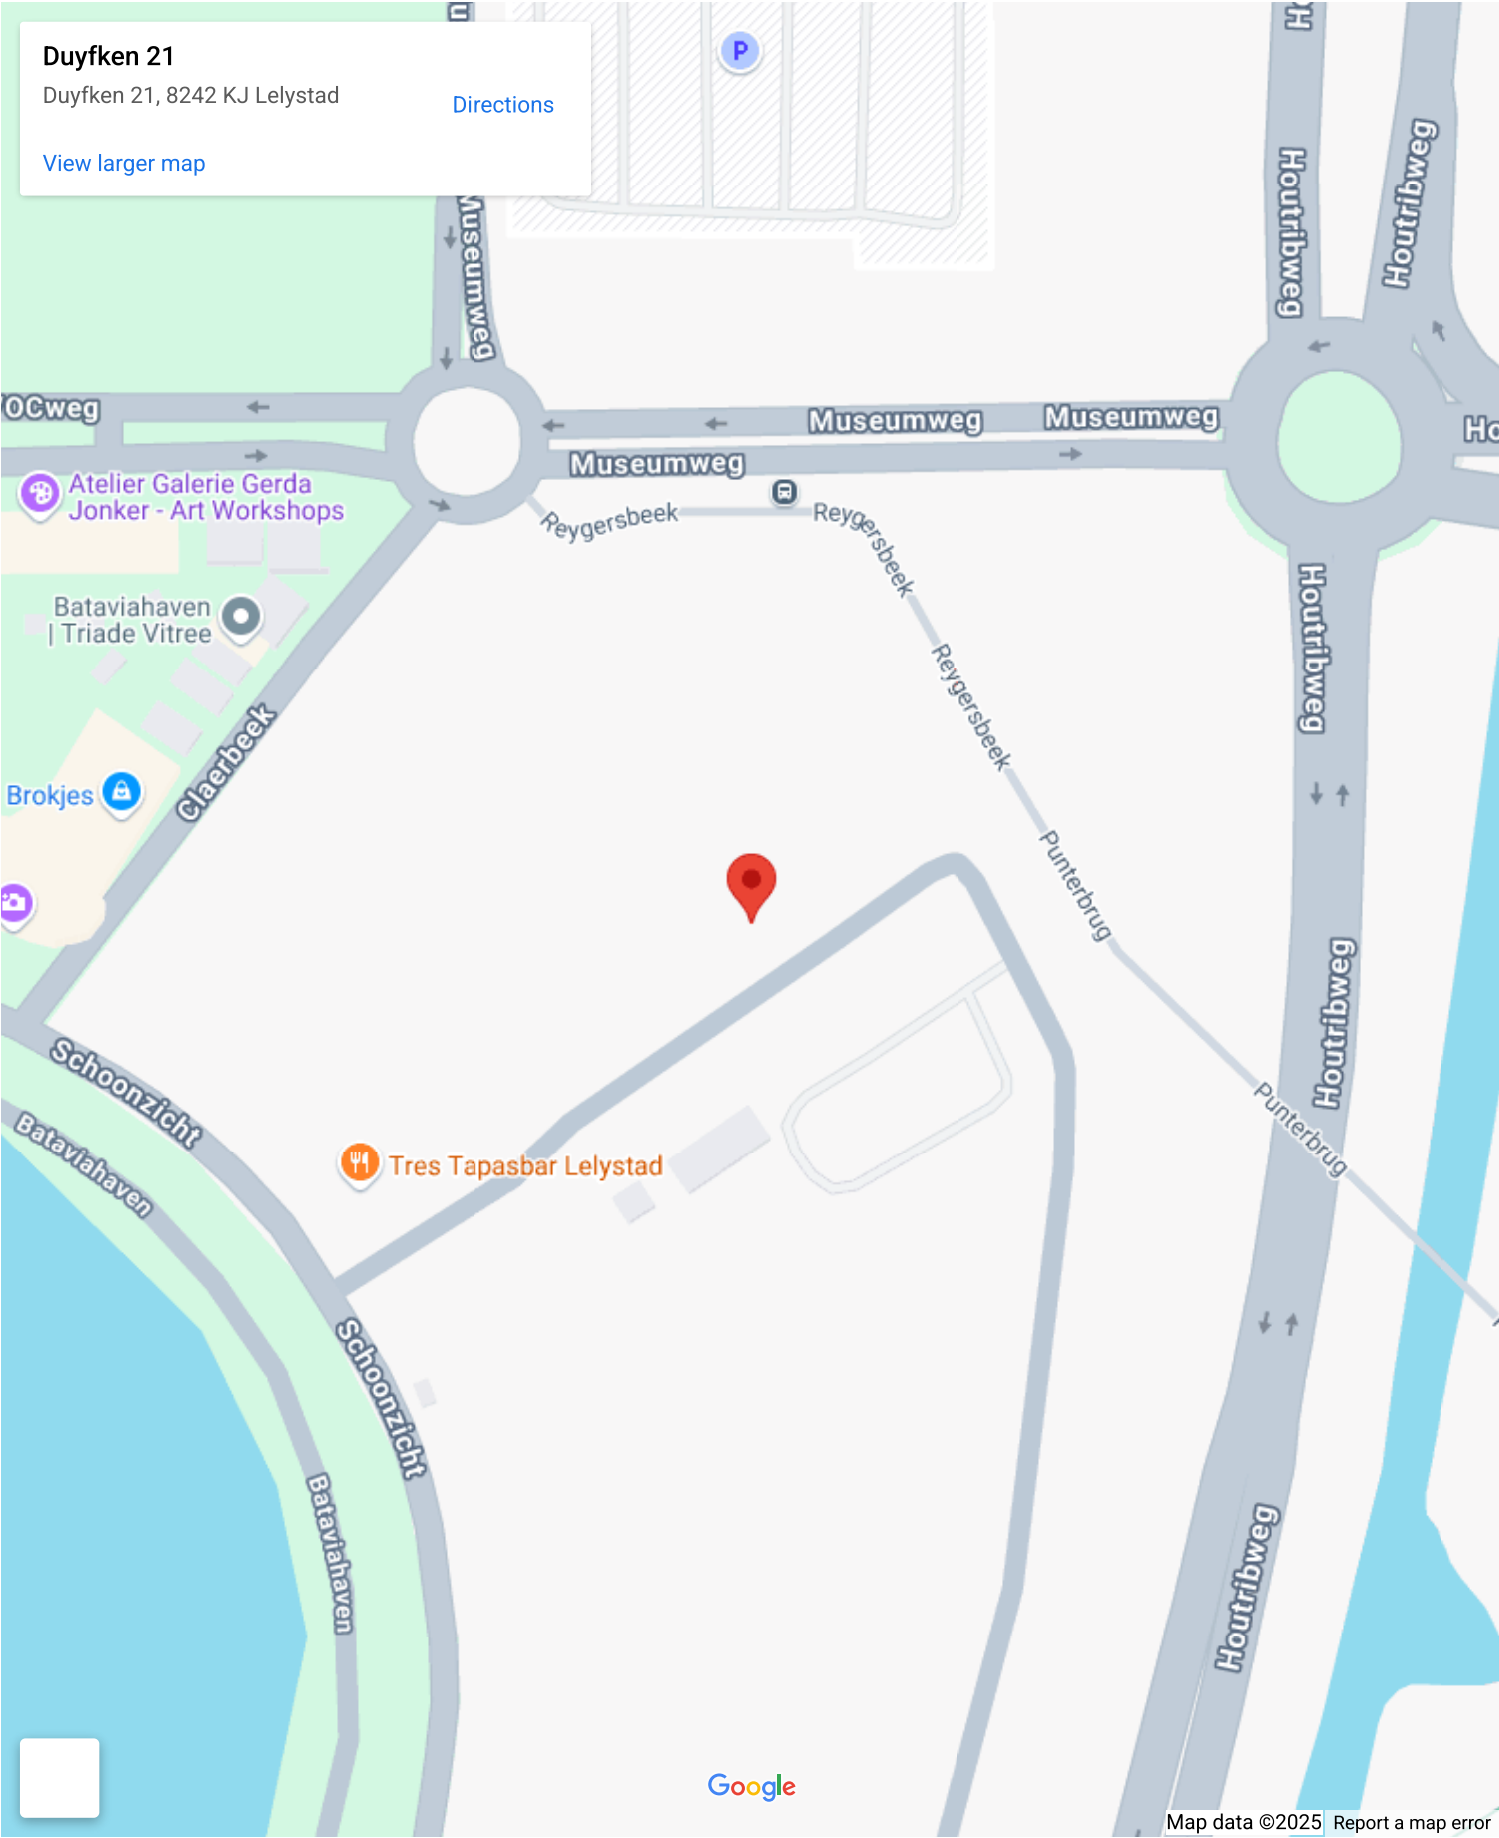 Duyfken 21
Duyfken 21, 8242 KJ Lelystad
Directions
View larger map
P
Museumweg
Houtribweg
Houtribweg
VOCweg
Museumweg
Museumweg
Museumweg
Ho
Atelier Galerie Gerda
Jonker - Art Workshops
Reygersbeek
Reygersbeek
Bataviahaven
| Triade Vitree
Reygersbeek
Houtribweg
Claerbeek
Brokjes
Punterbrug
Houtribweg
Schoonzicht
Bataviahaven
Punterbrug
Tres Tapasbar Lelystad
Schoonzicht
Bataviahaven
Houtribweg
Google
Map data ©2025
Report a map error